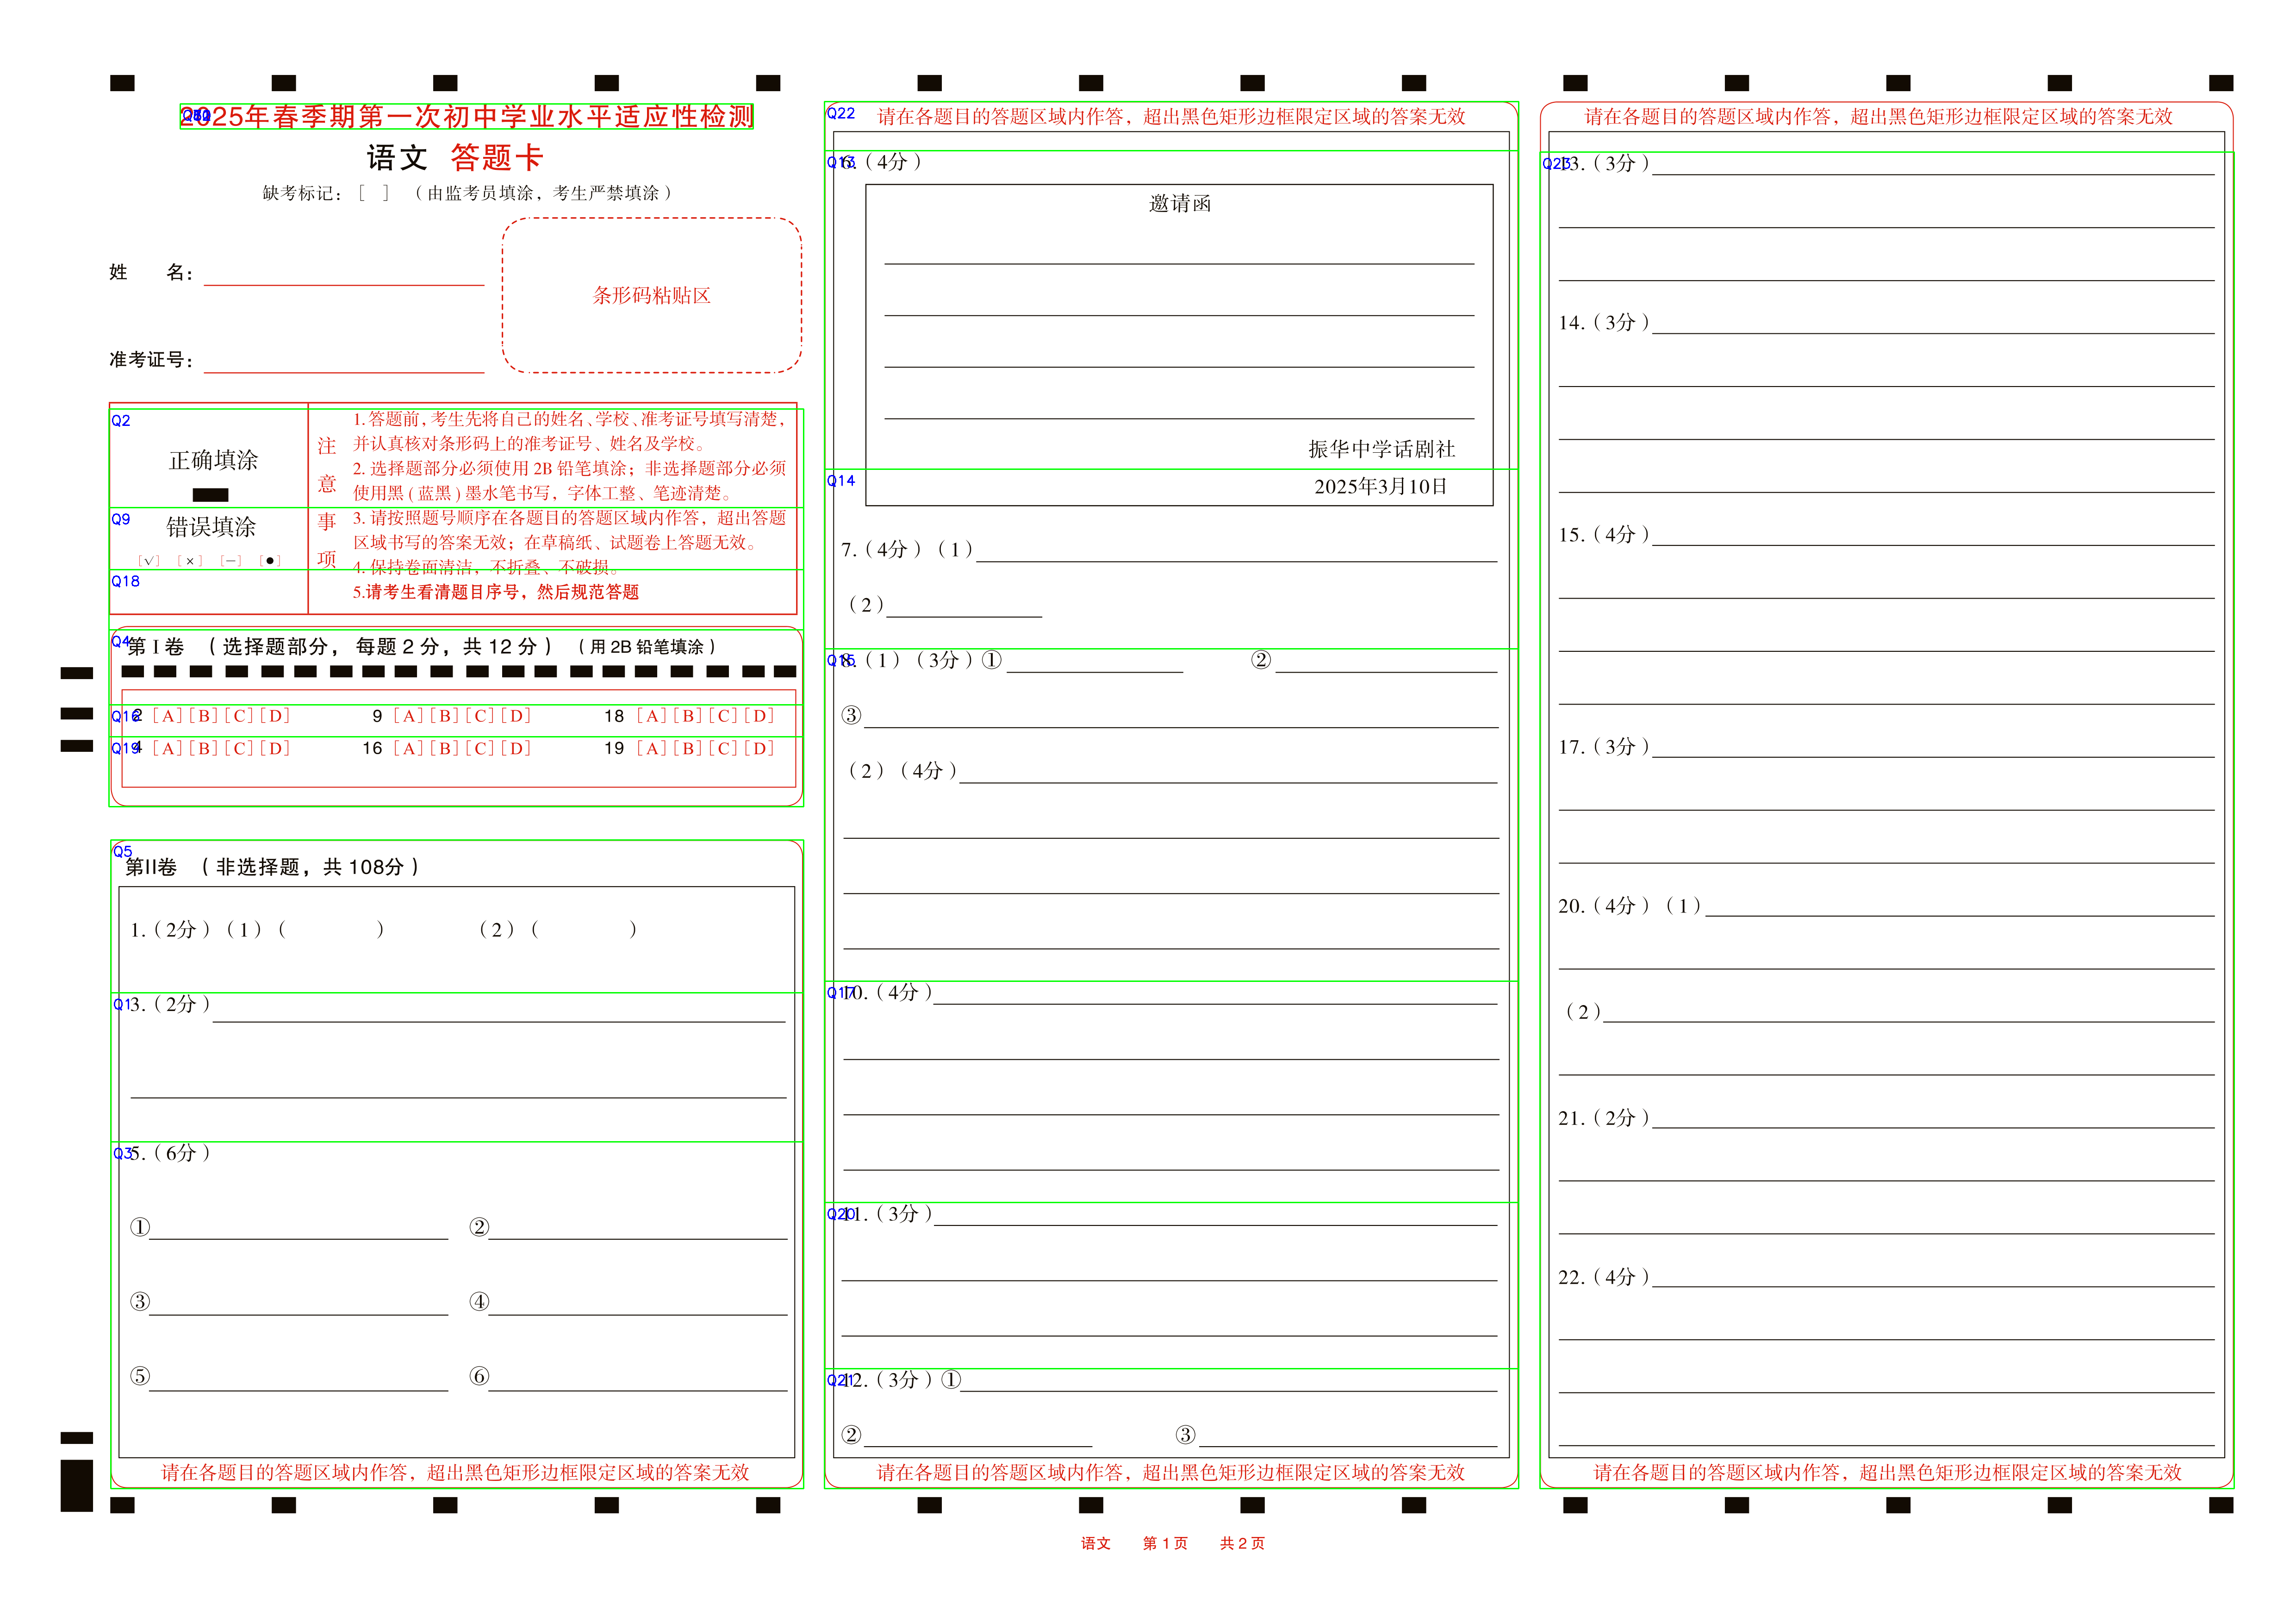 2025年春季期第一次初中学业水平适应性检测
语文 答题卡
缺考标记：［ ］（由监考员填涂，考生严禁填涂）
姓 名：
条形码粘贴区
准考证号：
Q2
正确填涂
Q9
错误填涂
［√］ ［×］ ［—］ ［●］
Q18
注意事项
1.答题前，考生先将自己的姓名、学校、准考证号填写清楚，
并认真核对条形码上的准考证号、姓名及学校。
2. 选择题部分必须使用 2B 铅笔填涂；非选择题部分必须
使用黑（蓝黑）墨水笔书写，字体工整、笔迹清楚。
3. 请按照题号顺序在各题目的答题区域内作答，超出答题
区域书写的答案无效；在草稿纸、试题卷上答题无效。
4. 保持卷面清洁，不折叠、不破损。
5.请考生看清题目序号，然后规范答题
Q4
第 I 卷 （选择题部分， 每题 2 分，共 12 分） （用 2B 铅笔填涂）
Q16
2 ［A］［B］［C］［D］ 9 ［A］［B］［C］［D］ 18 ［A］［B］［C］［D］
Q19
4 ［A］［B］［C］［D］ 16 ［A］［B］［C］［D］ 19 ［A］［B］［C］［D］
Q5
第II卷 （非选择题，共 108分）
1.（2分）（1）（ ） （2）（ ）
Q1
3.（2分）
Q3
5.（6分）
① ②
③ ④
⑤ ⑥
请在各题目的答题区域内作答，超出黑色矩形边框限定区域的答案无效
Q22
请在各题目的答题区域内作答，超出黑色矩形边框限定区域的答案无效
Q13
6.（4分）
邀请函
振华中学话剧社
Q14
2025年3月10日
7.（4分）（1）
（2）
Q15
8.（1）（3分）① ②
③
（2）（4分）
Q17
10.（4分）
Q20
11.（3分）
Q21
12.（3分）①
② ③
请在各题目的答题区域内作答，超出黑色矩形边框限定区域的答案无效
请在各题目的答题区域内作答，超出黑色矩形边框限定区域的答案无效
Q23
13.（3分）
14.（3分）
15.（4分）
17.（3分）
20.（4分）（1）
（2）
21.（2分）
22.（4分）
请在各题目的答题区域内作答，超出黑色矩形边框限定区域的答案无效
语文 第 1 页 共 2 页